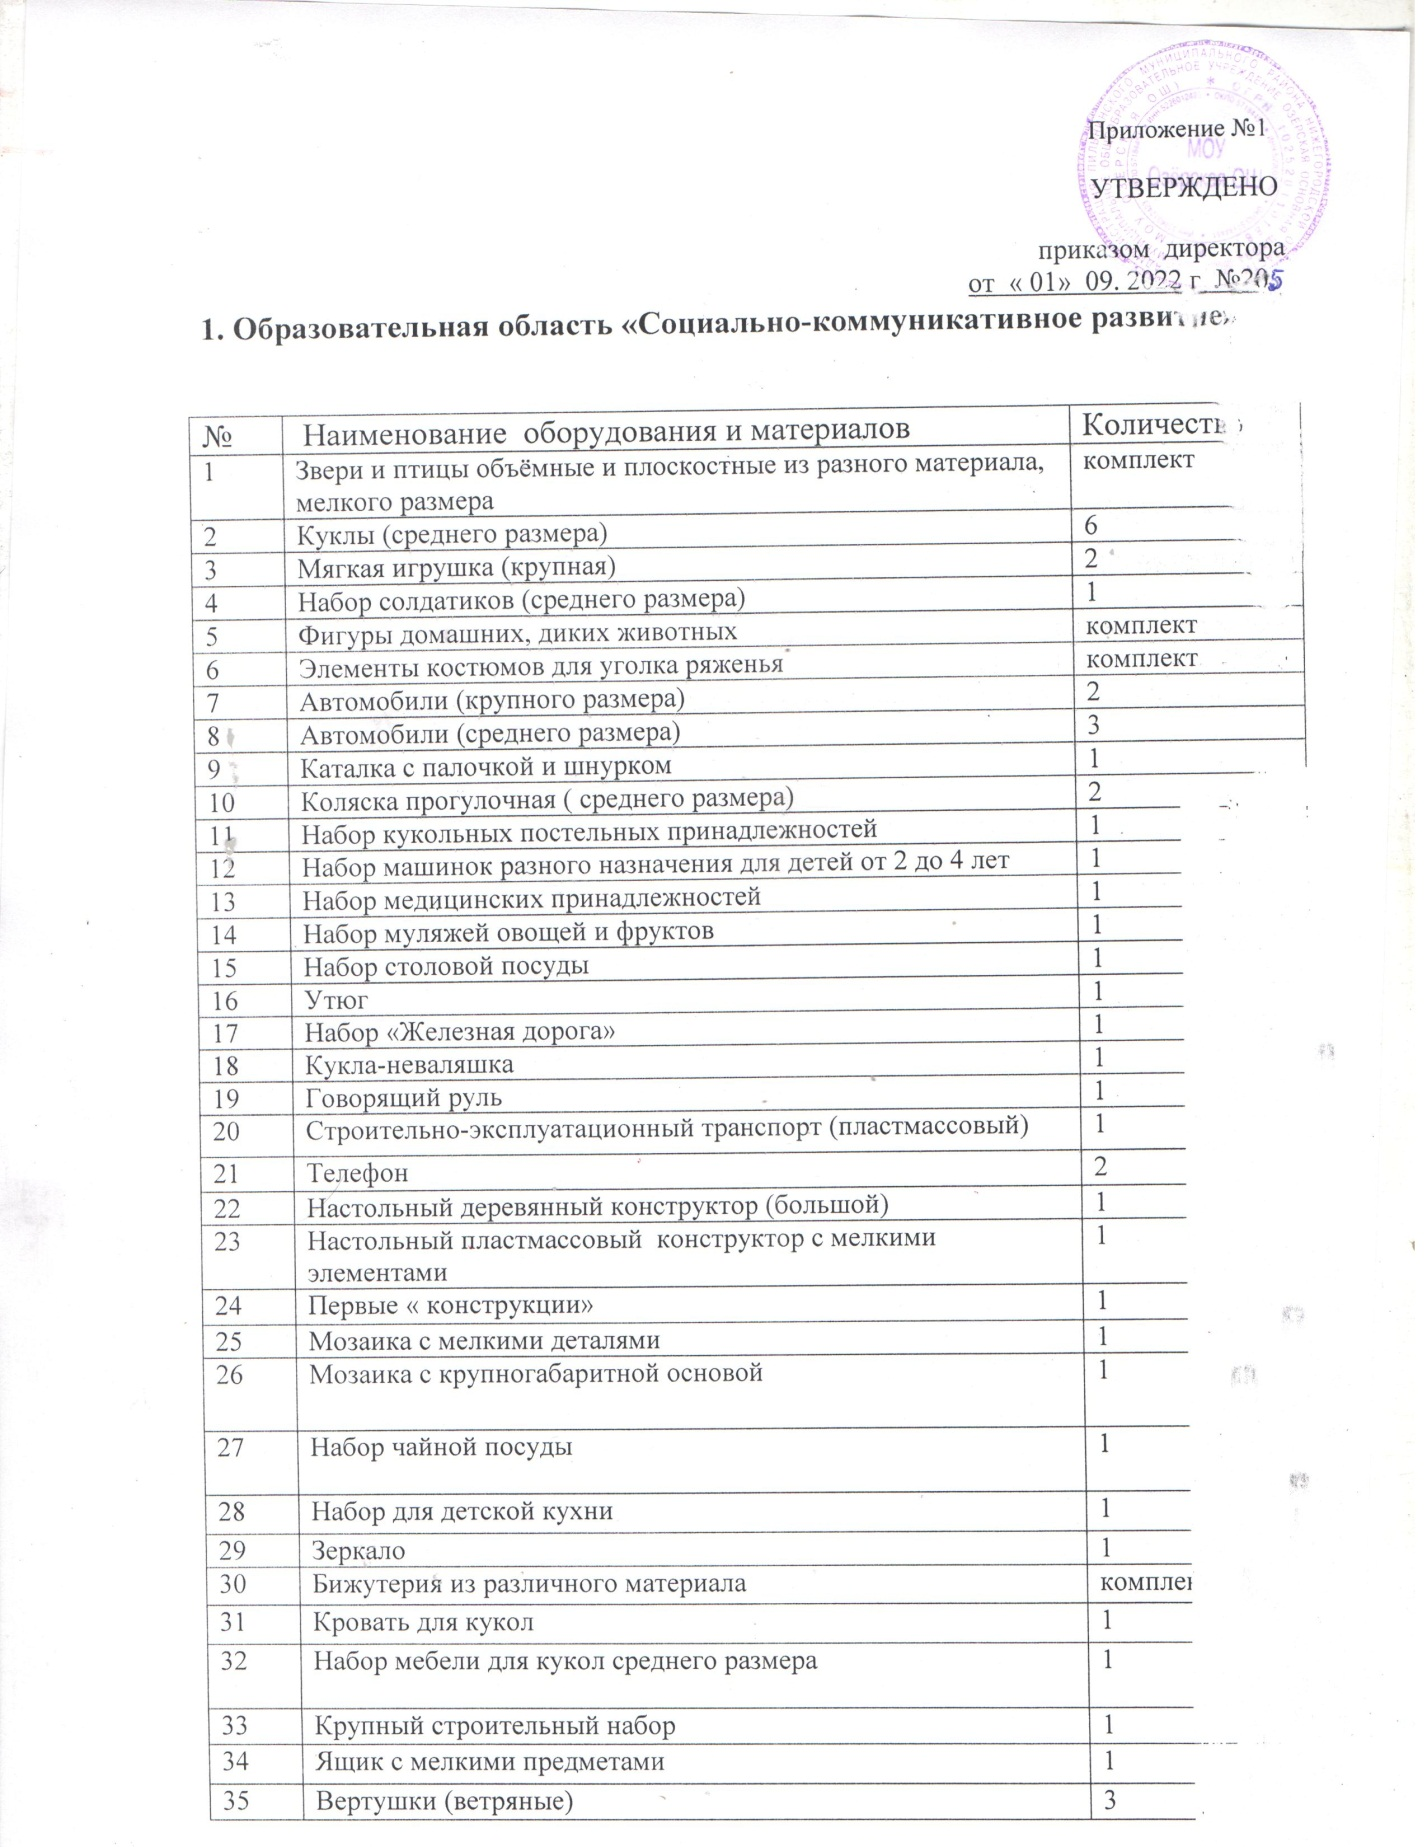 Приложение №1
МОУ
УТВЕРЖДЕНО
приказом директора
от « 01» 09. 2022 г №205
1. Образовательная область «Социально-коммуникативное развитие»
№ Наименование оборудования и материалов Количеств
1 Звери и птицы объёмные и плоскостные из разного материала, комплект
мелкого размера
2 Куклы (среднего размера) 6
3 Мягкая игрушка (крупная) 2
4 Набор солдатиков (среднего размера) 1
5 Фигуры домашних, диких животных комплект
6 Элементы костюмов для уголка ряженья комплект
7 Автомобили (крупного размера) 2
8 Автомобили (среднего размера) 3
9 Каталка с палочкой и шнурком 1
10 Коляска прогулочная ( среднего размера) 2
11 Набор кукольных постельных принадлежностей 1
12 Набор машинок разного назначения для детей от 2 до 4 лет 1
13 Набор медицинских принадлежностей 1
14 Набор муляжей овощей и фруктов 1
15 Набор столовой посуды 1
16 Утюг 1
17 Набор «Железная дорога» 1
18 Кукла-неваляшка 1
19 Говорящий руль 1
20 Строительно-эксплуатационный транспорт (пластмассовый) 1
21 Телефон 2
22 Настольный деревянный конструктор (большой) 1
23 Настольный пластмассовый конструктор с мелкими 1
элементами
24 Первые « конструкции» 1
25 Мозаика с мелкими деталями 1
26 Мозаика с крупногабаритной основой 1
27 Набор чайной посуды 1
28 Набор для детской кухни 1
29 Зеркало 1
30 Бижутерия из различного материала комплек
31 Кровать для кукол 1
32 Набор мебели для кукол среднего размера 1
33 Крупный строительный набор 1
34 Ящик с мелкими предметами 1
35 Вертушки (ветряные) 3